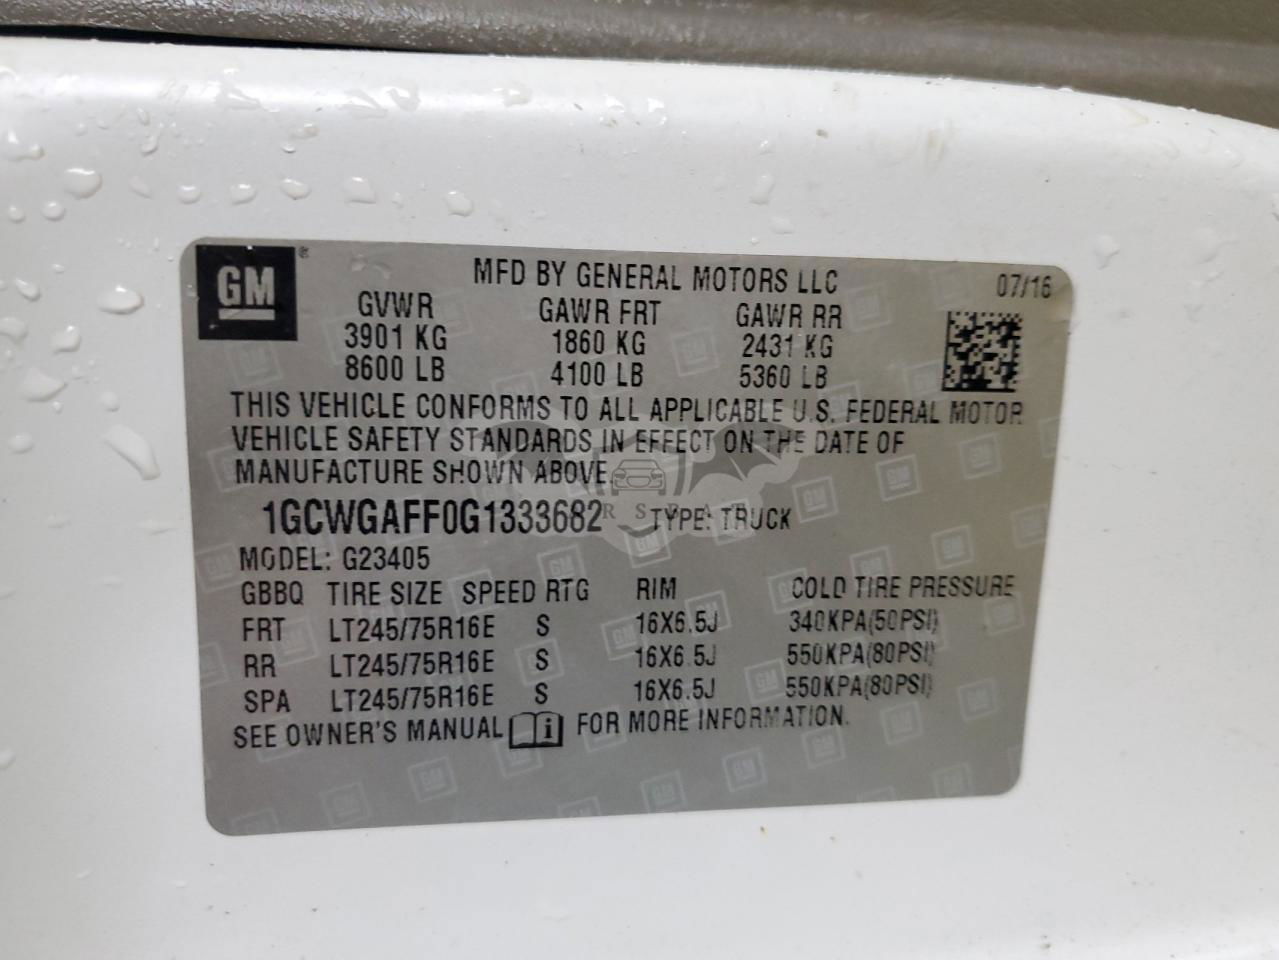 GM ®
MFD BY GENERAL MOTORS LLC 07/16
GVWR GAWR FRT GAWR RR
3901 KG 1860 KG 2431 KG
8600 LB 4100 LB 5360 LB
THIS VEHICLE CONFORMS TO ALL APPLICABLE U.S. FEDERAL MOTOR
VEHICLE SAFETY STANDARDS IN EFFECT ON THE DATE OF
MANUFACTURE SHOWN ABOVE.
1GCWGAFF0G1333682 TYPE: TRUCK
MODEL: G23405
GBBQ TIRE SIZE SPEED RTG RIM COLD TIRE PRESSURE
FRT LT245/75R16E S 16X6.5J 340KPA(50PSI)
RR LT245/75R16E S 16X6.5J 550KPA(80PSI)
SPA LT245/75R16E S 16X6.5J 550KPA(80PSI)
SEE OWNER'S MANUAL i FOR MORE INFORMATION.